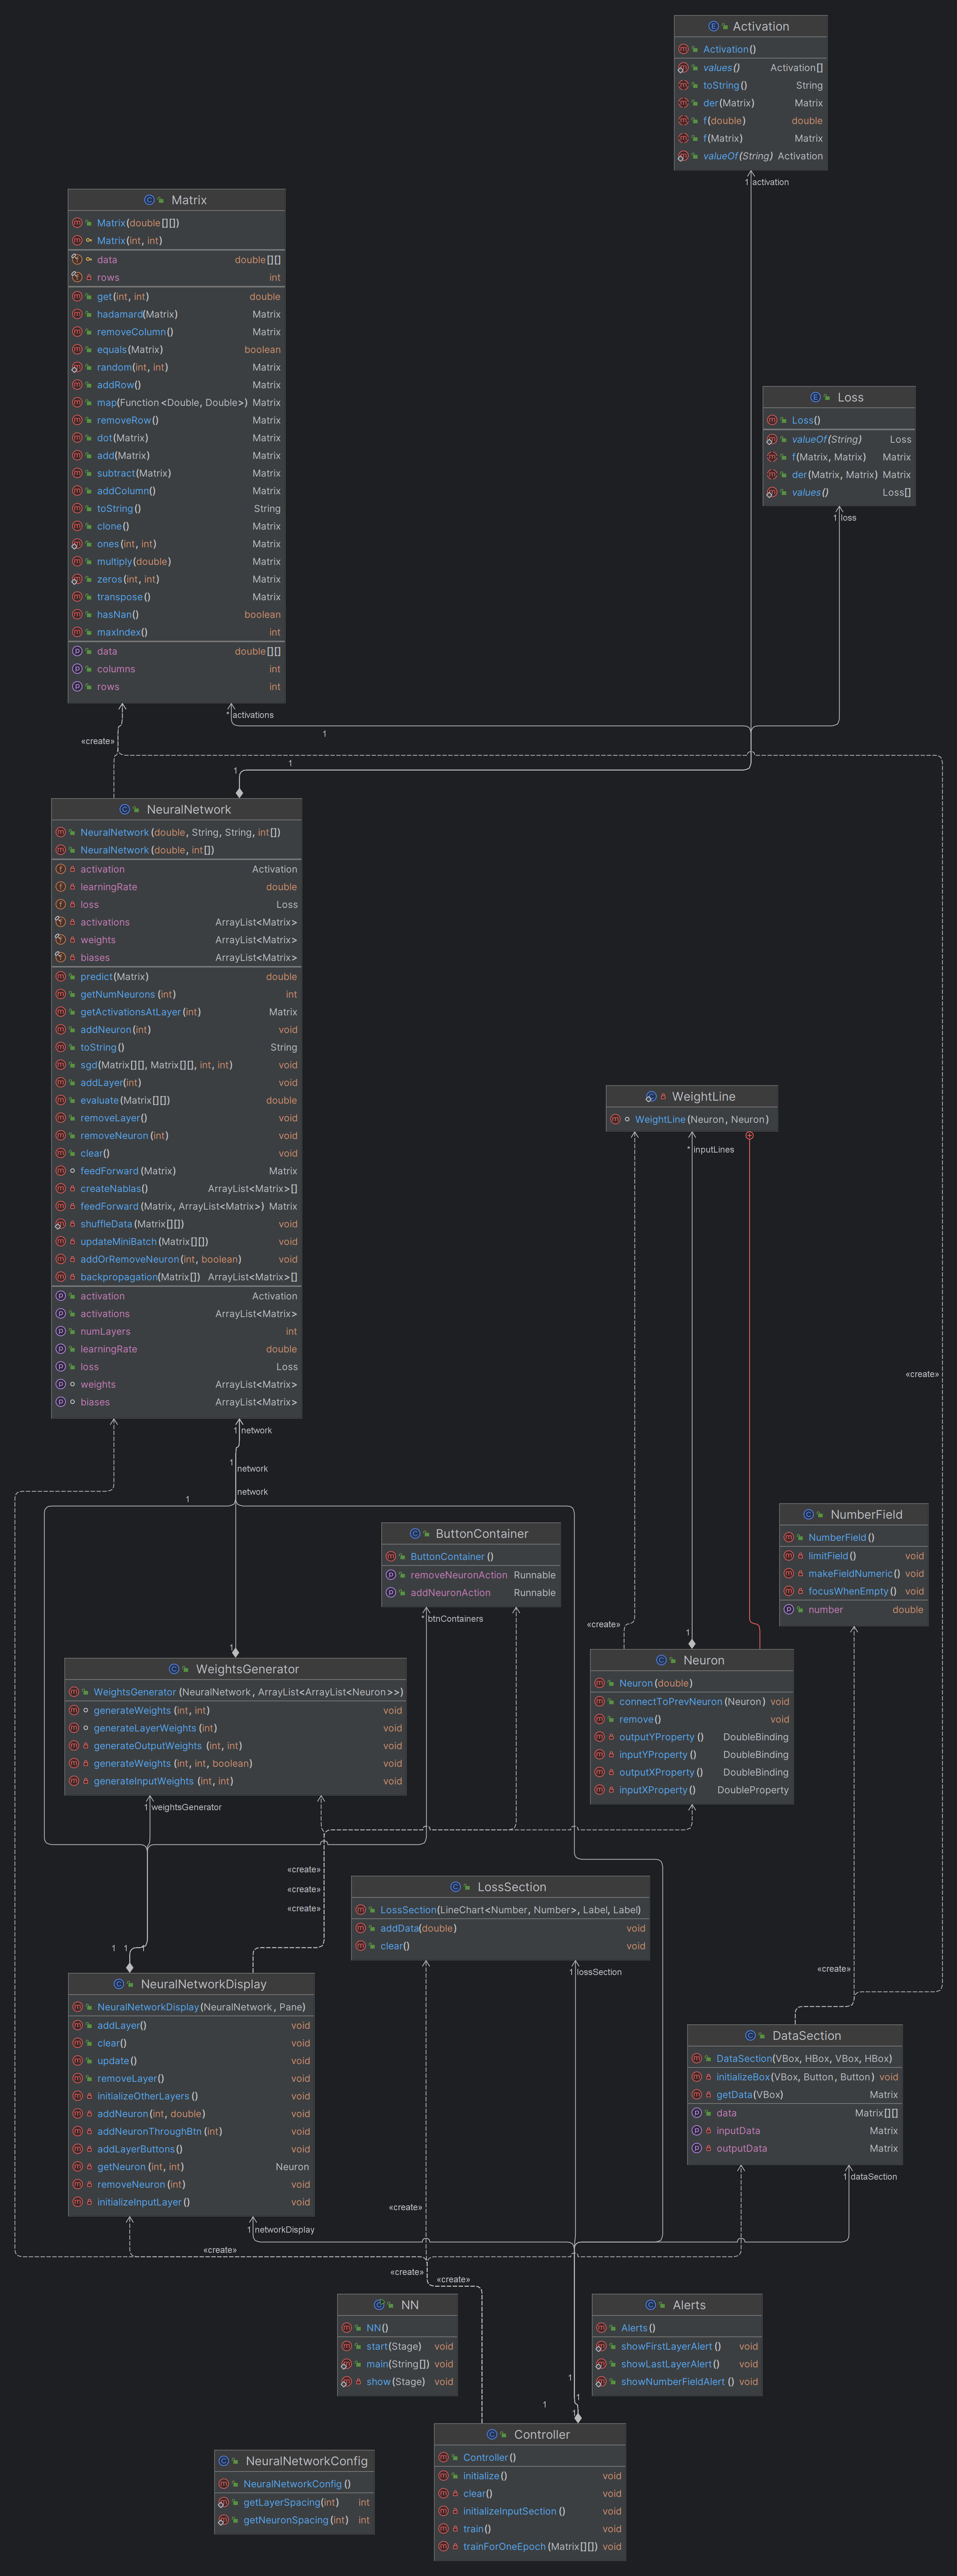 Activation
Activation()
values() Activation[]
toString() String
der(Matrix) Matrix
f(double) double
f(Matrix) Matrix
valueOf(String) Activation
1 activation
Matrix
Matrix(double[][])
Matrix(int, int)
data double[][]
rows int
get(int, int) double
hadamard(Matrix) Matrix
removeColumn() Matrix
equals(Matrix) boolean
random(int, int) Matrix
addRow() Matrix
map(Function<Double, Double>) Matrix
removeRow() Matrix
dot(Matrix) Matrix
add(Matrix) Matrix
subtract(Matrix) Matrix
addColumn() Matrix
toString() String
clone() Matrix
ones(int, int) Matrix
multiply(double) Matrix
zeros(int, int) Matrix
transpose() Matrix
hasNan() boolean
maxIndex() int
data double[][]
columns int
rows int
Loss
Loss()
valueOf(String) Loss
f(Matrix, Matrix) Matrix
der(Matrix, Matrix) Matrix
values() Loss[]
1 loss
* activations
1
«create»
1
1
NeuralNetwork
NeuralNetwork(double, String, String, int[])
NeuralNetwork(double, int[])
activation Activation
learningRate double
loss Loss
activations ArrayList<Matrix>
weights ArrayList<Matrix>
biases ArrayList<Matrix>
predict(Matrix) double
getNumNeurons(int) int
getActivationsAtLayer(int) Matrix
addNeuron(int) void
toString() String
sgd(Matrix[][], Matrix[][], int, int) void
addLayer(int) void
evaluate(Matrix[][]) double
removeLayer() void
removeNeuron(int) void
clear() void
feedForward(Matrix) Matrix
createNablas() ArrayList<Matrix>[]
feedForward(Matrix, ArrayList<Matrix>) Matrix
shuffleData(Matrix[][]) void
updateMiniBatch(Matrix[][]) void
addOrRemoveNeuron(int, boolean) void
backpropagation(Matrix[]) ArrayList<Matrix>[]
activation Activation
activations ArrayList<Matrix>
numLayers int
learningRate double
loss Loss
weights ArrayList<Matrix>
biases ArrayList<Matrix>
WeightLine
WeightLine(Neuron, Neuron)
* inputLines
«create»
1 network
1
network
network
1
ButtonContainer
ButtonContainer()
removeNeuronAction Runnable
addNeuronAction Runnable
* btnContainers
NumberField
NumberField()
limitField() void
makeFieldNumeric() void
focusWhenEmpty() void
number double
«create»
1
1
WeightsGenerator
WeightsGenerator(NeuralNetwork, ArrayList<ArrayList<Neuron>>)
generateWeights(int, int) void
generateLayerWeights(int) void
generateOutputWeights(int, int) void
generateWeights(int, int, boolean) void
generateInputWeights(int, int) void
1 weightsGenerator
Neuron
Neuron(double)
connectToPrevNeuron(Neuron) void
remove() void
outputYProperty() DoubleBinding
inputYProperty() DoubleBinding
outputXProperty() DoubleBinding
inputXProperty() DoubleProperty
«create»
«create»
«create»
LossSection
LossSection(LineChart<Number, Number>, Label, Label)
addData(double) void
clear() void
1 1 1
«create»
1 lossSection
NeuralNetworkDisplay
NeuralNetworkDisplay(NeuralNetwork, Pane)
addLayer() void
clear() void
update() void
removeLayer() void
initializeOtherLayers() void
addNeuron(int, double) void
addNeuronThroughBtn(int) void
addLayerButtons() void
getNeuron(int, int) Neuron
removeNeuron(int) void
initializeInputLayer() void
DataSection
DataSection(VBox, HBox, VBox, HBox)
initializeBox(VBox, Button, Button) void
getData(VBox) Matrix
data Matrix[][]
inputData Matrix
outputData Matrix
1 dataSection
«create»
1 networkDisplay
«create»
«create»
«create»
NN
NN()
start(Stage) void
main(String[]) void
show(Stage) void
Alerts
Alerts()
showFirstLayerAlert() void
showLastLayerAlert() void
showNumberFieldAlert() void
1
1
1
1
Controller
Controller()
initialize() void
clear() void
initializeInputSection() void
train() void
trainForOneEpoch(Matrix[][]) void
NeuralNetworkConfig
NeuralNetworkConfig()
getLayerSpacing(int) int
getNeuronSpacing(int) int